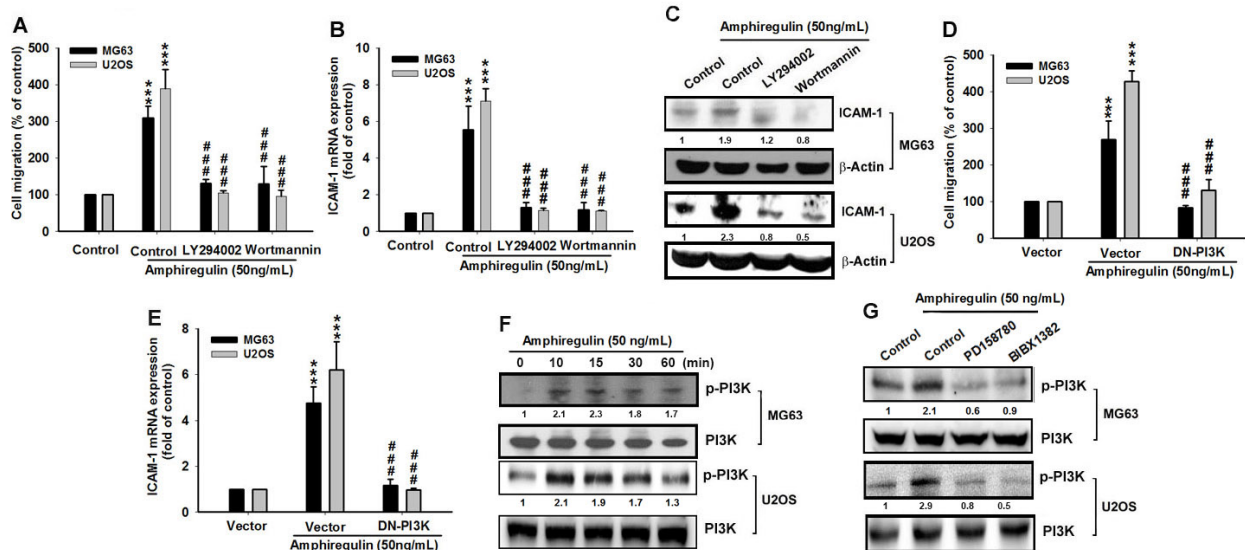 A
Cell migration (% of control)
500
400
300
200
100
0
MG63
U2OS
***
***
###
###
###
###
Control
Control LY294002 Wortmannin
Amphiregulin (50ng/mL)
B
ICAM-1 mRNA expression
(fold of control)
10
8
6
4
2
0
MG63
U2OS
***
***
###
###
###
###
Control
Control LY294002 Wortmannin
Amphiregulin (50ng/mL)
C
Amphiregulin (50ng/mL)
Control
Control
LY294002
Wortmannin
ICAM-1
1 1.9 1.2 0.8
MG63
β-Actin
ICAM-1
1 2.3 0.8 0.5
U2OS
β-Actin
D
Cell migration (% of control)
500
400
300
200
100
0
MG63
U2OS
***
***
###
###
Vector
Vector
DN-PI3K
Amphiregulin (50ng/mL)
E
ICAM-1 mRNA expression
(fold of control)
8
6
4
2
0
MG63
U2OS
***
***
###
###
Vector
Vector
DN-PI3K
Amphiregulin (50ng/mL)
F
Amphiregulin (50 ng/mL)
0 10 15 30 60 (min)
p-PI3K
1 2.1 2.3 1.8 1.7
MG63
PI3K
p-PI3K
1 2.1 1.9 1.7 1.3
U2OS
PI3K
G
Amphiregulin (50 ng/mL)
Control
Control
PD158780
BIBX1382
p-PI3K
1 2.1 0.6 0.9
MG63
PI3K
p-PI3K
1 2.9 0.8 0.5
U2OS
PI3K